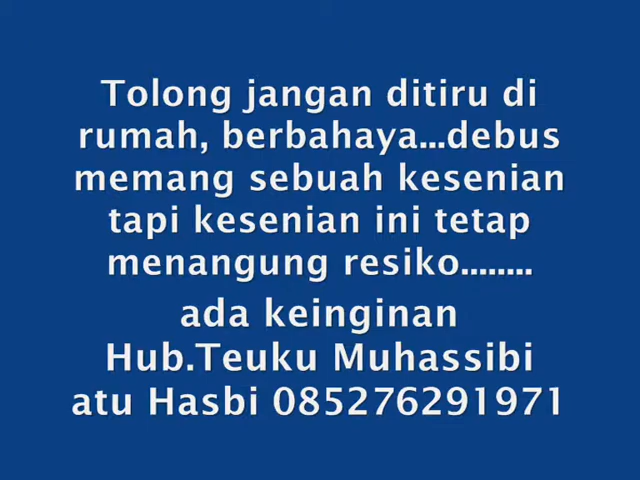 Tolong jangan ditiru di
rumah, berbahaya...debus
memang sebuah kesenian
tapi kesenian ini tetap
menangung resiko........
ada keinginan
Hub.Teuku Muhassibi
atu Hasbi 085276291971